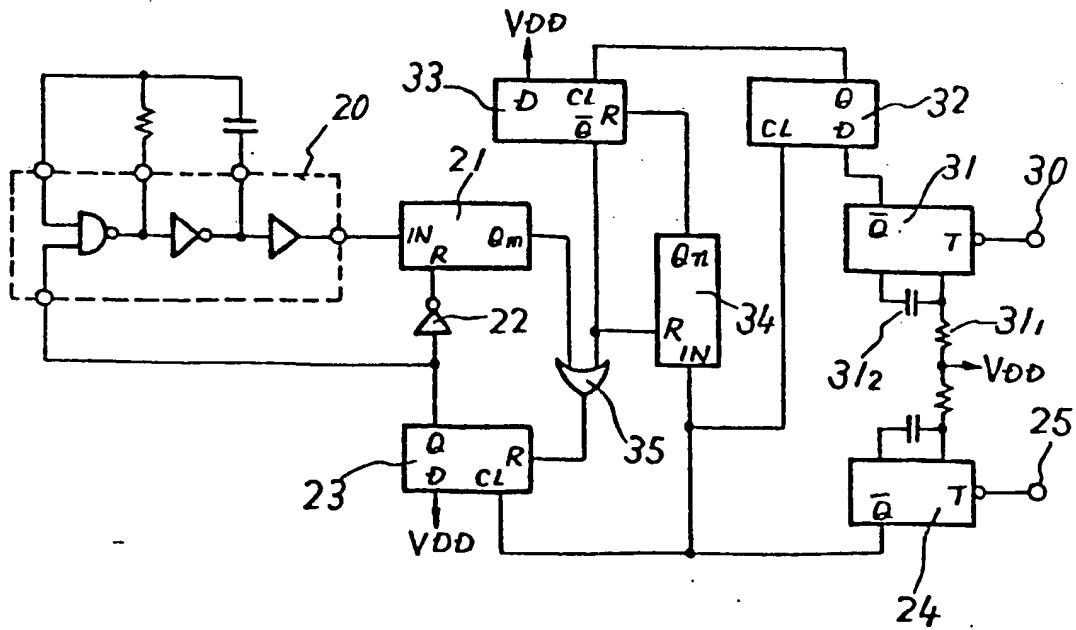 VDD
33
D CL R
Q̅
Q
CL D
32
20
21
IN Qm
R
31
30
Q̅ T
Qn
R
IN
34
22
31₁
31₂
VDD
35
25
23
Q
D CL R
VDD
T
Q̅
24